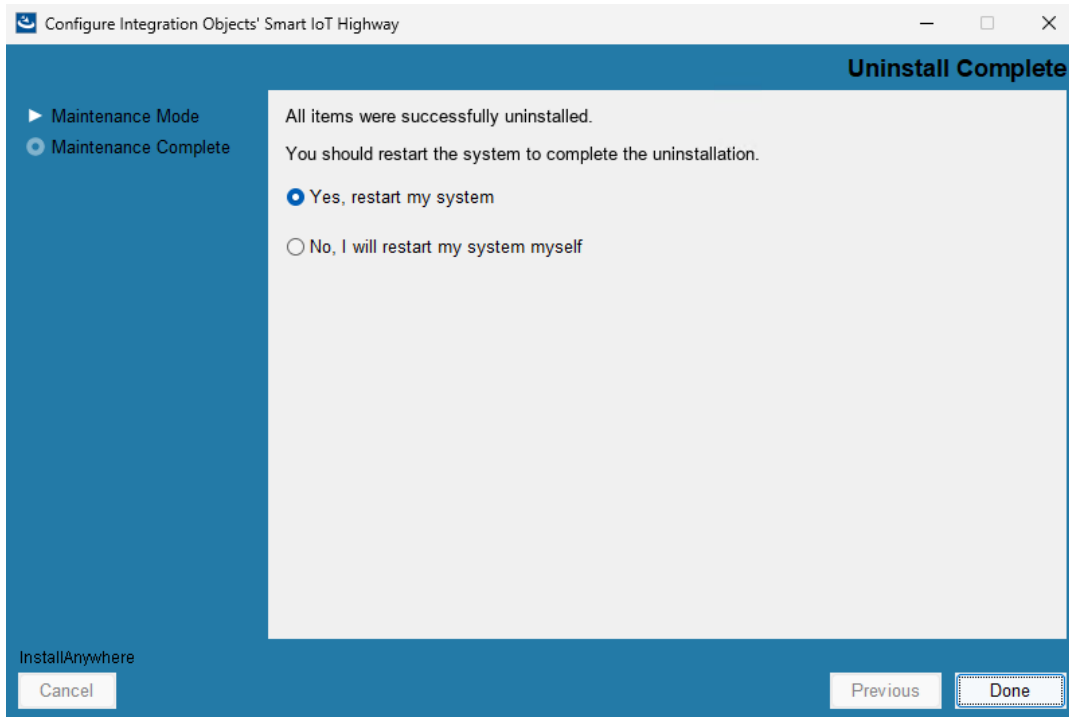 Configure Integration Objects' Smart IoT Highway
Uninstall Complete
Maintenance Mode
Maintenance Complete
All items were successfully uninstalled.
You should restart the system to complete the uninstallation.
Yes, restart my system
No, I will restart my system myself
InstallAnywhere
Cancel
Previous
Done